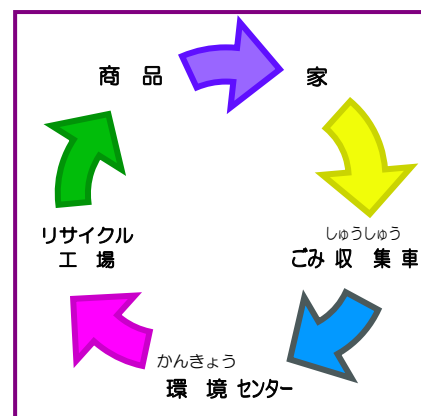 商 品
家
しゅうしゅう
ごみ 収 集 車
かんきょう
環 境 センター
リサイクル
工 場